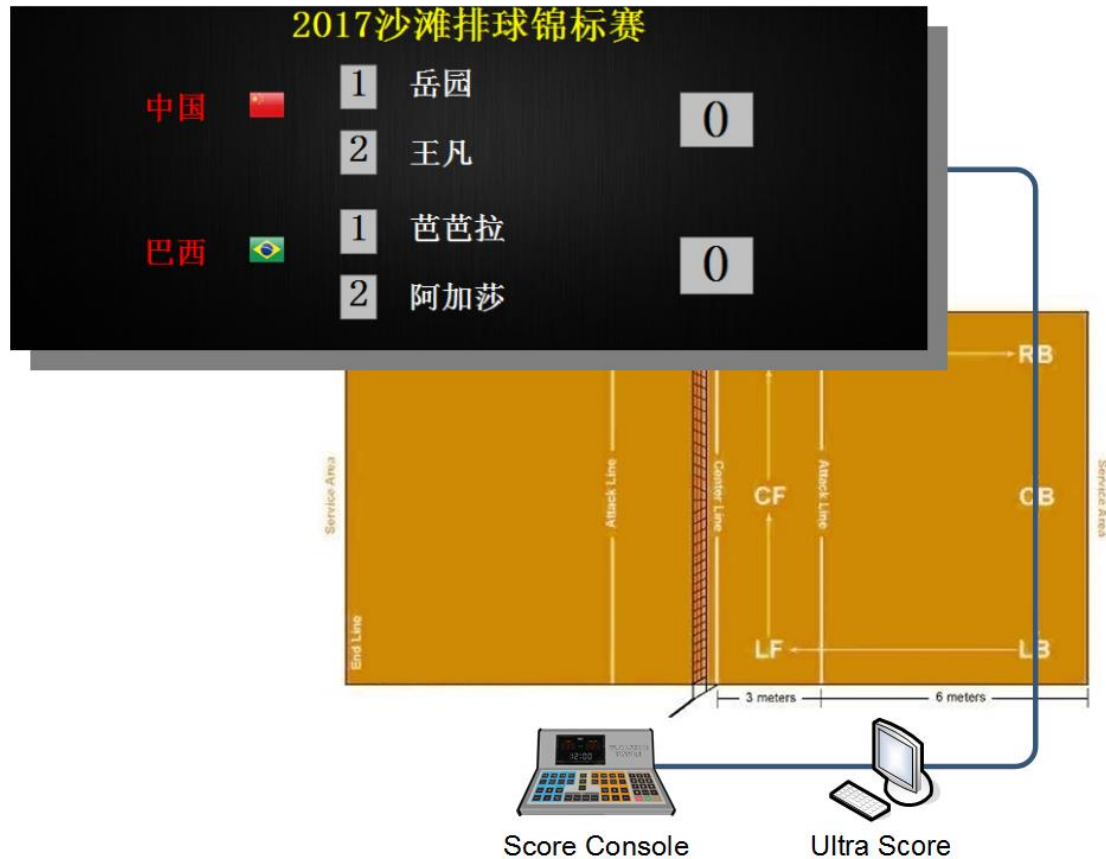 2017沙滩排球锦标赛
中国
1 岳园
2 王凡
0
巴西
1 芭芭拉
2 阿加莎
0
RB
Service Area
Attack Line
Center Line
Attack Line
CF
CB
Service Area
End Line
LF
LB
3 meters
6 meters
12:00
Score Console
Ultra Score